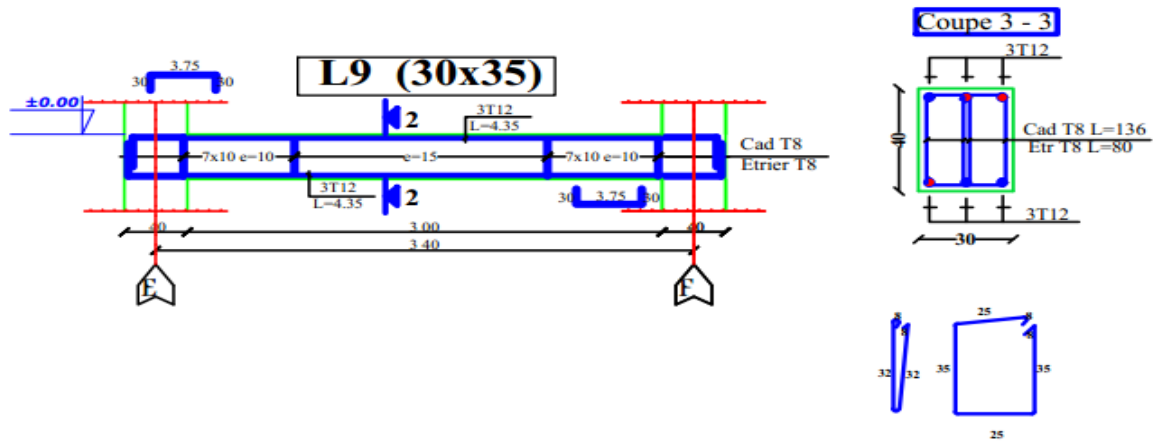 Coupe 3 - 3
3T12
3.75
30 30
L9 (30x35)
±0.00
2
3T12
L=4.35
7x10 e=10
e=15
7x10 e=10
Cad T8
Etrier T8
3T12
L=4.35
2
30 3.75 30
40
3.00
40
3 40
E
F
40
Cad T8 L=136
Etr T8 L=80
3T12
30
8
8
32
32
25
8
35
35
25